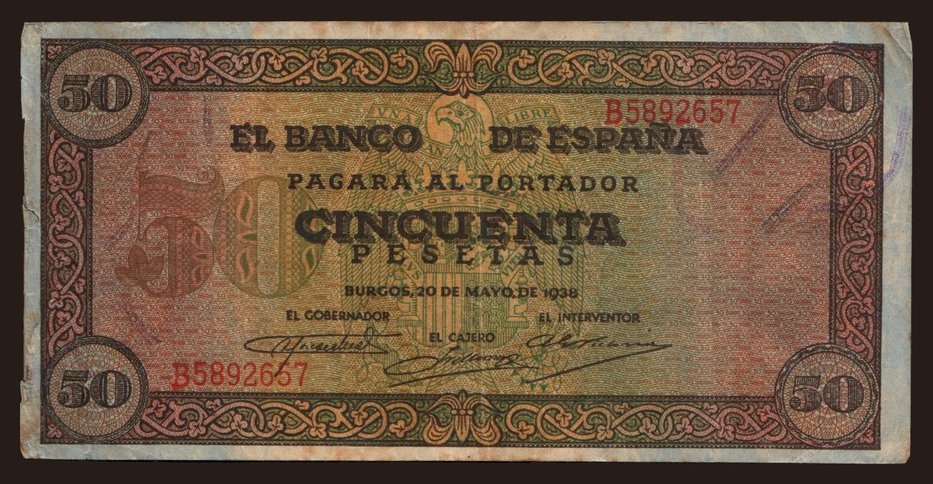 50 50
B5892657
EL BANCO DE ESPAÑA
PAGARÁ AL PORTADOR
CINCUENTA
PESETAS
50
BURGOS, 20 DE MAYO, DE 1938
EL GOBERNADOR EL CAJERO EL INTERVENTOR
B5892657
50 50